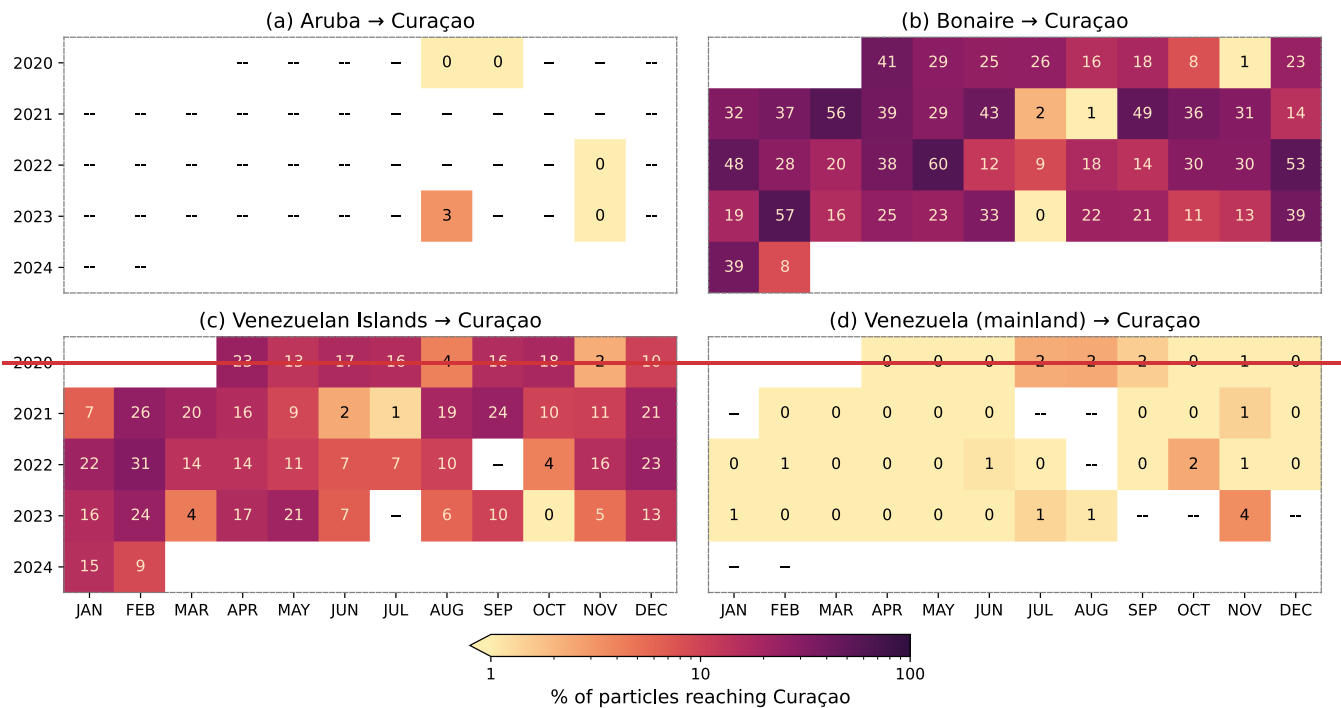 (a) Aruba → Curaçao
2020 -- -- -- – 0 0 – – --
2021 -- -- – – – – – – – – – –
2022 -- -- -- -- -- -- – – – – 0 --
2023 -- -- -- -- -- -- – 3 – – 0 --
2024 -- --
(b) Bonaire → Curaçao
41 29 25 26 16 18 8 1 23
32 37 56 39 29 43 2 1 49 36 31 14
48 28 20 38 60 12 9 18 14 30 30 53
19 57 16 25 23 33 0 22 21 11 13 39
39 8
(c) Venezuelan Islands → Curaçao
2020 23 13 17 16 4 16 18 2 10
2021 7 26 20 16 9 2 1 19 24 10 11 21
2022 22 31 14 14 11 7 7 10 – 4 16 23
2023 16 24 4 17 21 7 – 6 10 0 5 13
2024 15 9
JAN FEB MAR APR MAY JUN JUL AUG SEP OCT NOV DEC
(d) Venezuela (mainland) → Curaçao
0 0 0 2 2 2 0 1 0
– 0 0 0 0 0 -- -- 0 0 1 0
0 1 0 0 0 1 0 -- 0 2 1 0
1 0 0 0 0 0 1 1 -- -- 4 --
– –
JAN FEB MAR APR MAY JUN JUL AUG SEP OCT NOV DEC
1 10 100
% of particles reaching Curaçao